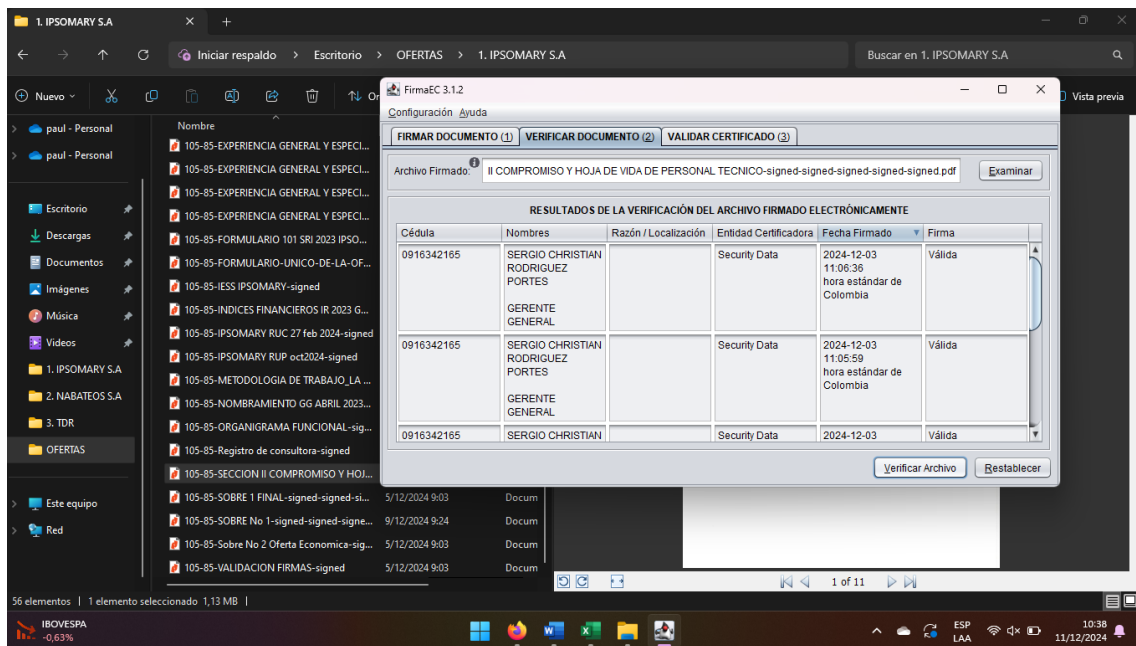 1. IPSOMARY S.A
Iniciar respaldo > Escritorio > OFERTAS > 1. IPSOMARY S.A
Buscar en 1. IPSOMARY S.A
Nuevo
Or
Vista previa
paul - Personal
paul - Personal
Escritorio
Descargas
Documentos
Imágenes
Música
Videos
1. IPSOMARY S.A
2. NABATEOS S.A
3. TDR
OFERTAS
Este equipo
Red
Nombre
105-85-EXPERIENCIA GENERAL Y ESPECI...
105-85-EXPERIENCIA GENERAL Y ESPECI...
105-85-EXPERIENCIA GENERAL Y ESPECI...
105-85-EXPERIENCIA GENERAL Y ESPECI...
105-85-FORMULARIO 101 SRI 2023 IPSO...
105-85-FORMULARIO-UNICO-DE-LA-OF...
105-85-IESS IPSOMARY-signed
105-85-INDICES FINANCIEROS IR 2023 G...
105-85-IPSOMARY RUC 27 feb 2024-signed
105-85-IPSOMARY RUP oct2024-signed
105-85-METODOLOGIA DE TRABAJO_LA ...
105-85-NOMBRAMIENTO GG ABRIL 2023...
105-85-ORGANIGRAMA FUNCIONAL-sig...
105-85-Registro de consultora-signed
105-85-SECCION II COMPROMISO Y HOJ...
105-85-SOBRE 1 FINAL-signed-signed-si... 5/12/2024 9:03 Docum
105-85-SOBRE No 1-signed-signed-signe... 9/12/2024 9:24 Docum
105-85-Sobre No 2 Oferta Economica-sig... 5/12/2024 9:03 Docum
105-85-VALIDACION FIRMAS-signed 5/12/2024 9:03 Docum
FirmaEC 3.1.2
Configuración Ayuda
FIRMAR DOCUMENTO (1) VERIFICAR DOCUMENTO (2) VALIDAR CERTIFICADO (3)
Archivo Firmado: II COMPROMISO Y HOJA DE VIDA DE PERSONAL TECNICO-signed-signed-signed-signed-signed.pdf Examinar
RESULTADOS DE LA VERIFICACIÓN DEL ARCHIVO FIRMADO ELECTRÓNICAMENTE
Cédula Nombres Razón / Localización Entidad Certificadora Fecha Firmado Firma
0916342165 SERGIO CHRISTIAN Security Data 2024-12-03 Válida
RODRIGUEZ 11:06:36
PORTES hora estándar de
Colombia
GERENTE
GENERAL
0916342165 SERGIO CHRISTIAN Security Data 2024-12-03 Válida
RODRIGUEZ 11:05:59
PORTES hora estándar de
Colombia
GERENTE
GENERAL
0916342165 SERGIO CHRISTIAN Security Data 2024-12-03 Válida
Verificar Archivo Restablecer
1 of 11
56 elementos | 1 elemento seleccionado 1,13 MB |
IBOVESPA
-0,63%
ESP
LAA
10:38
11/12/2024